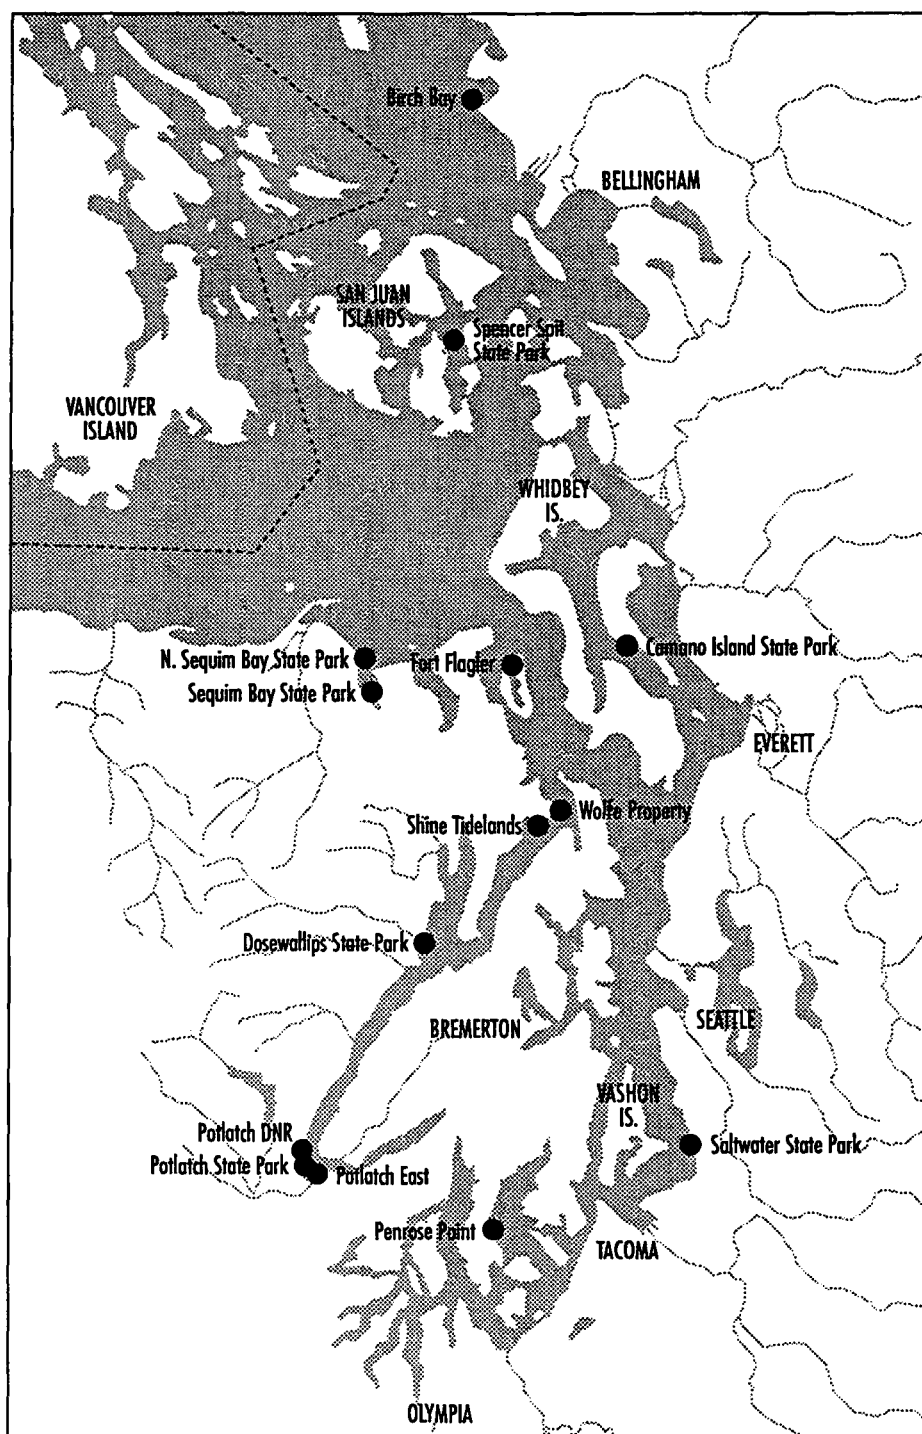 Birch Bay
BELLINGHAM
SAN JUAN
ISLANDS
Spencer Spit
State Park
VANCOUVER
ISLAND
WHIDBEY
IS.
N. Sequim Bay State Park
Fort Flagler
Camano Island State Park
Sequim Bay State Park
EVERETT
Wolfe Property
Shine Tidelands
Dosewallips State Park
SEATTLE
BREMERTON
VASHON
IS.
Potlatch DNR
Saltwater State Park
Potlatch State Park
Potlatch East
Penrose Point
TACOMA
OLYMPIA